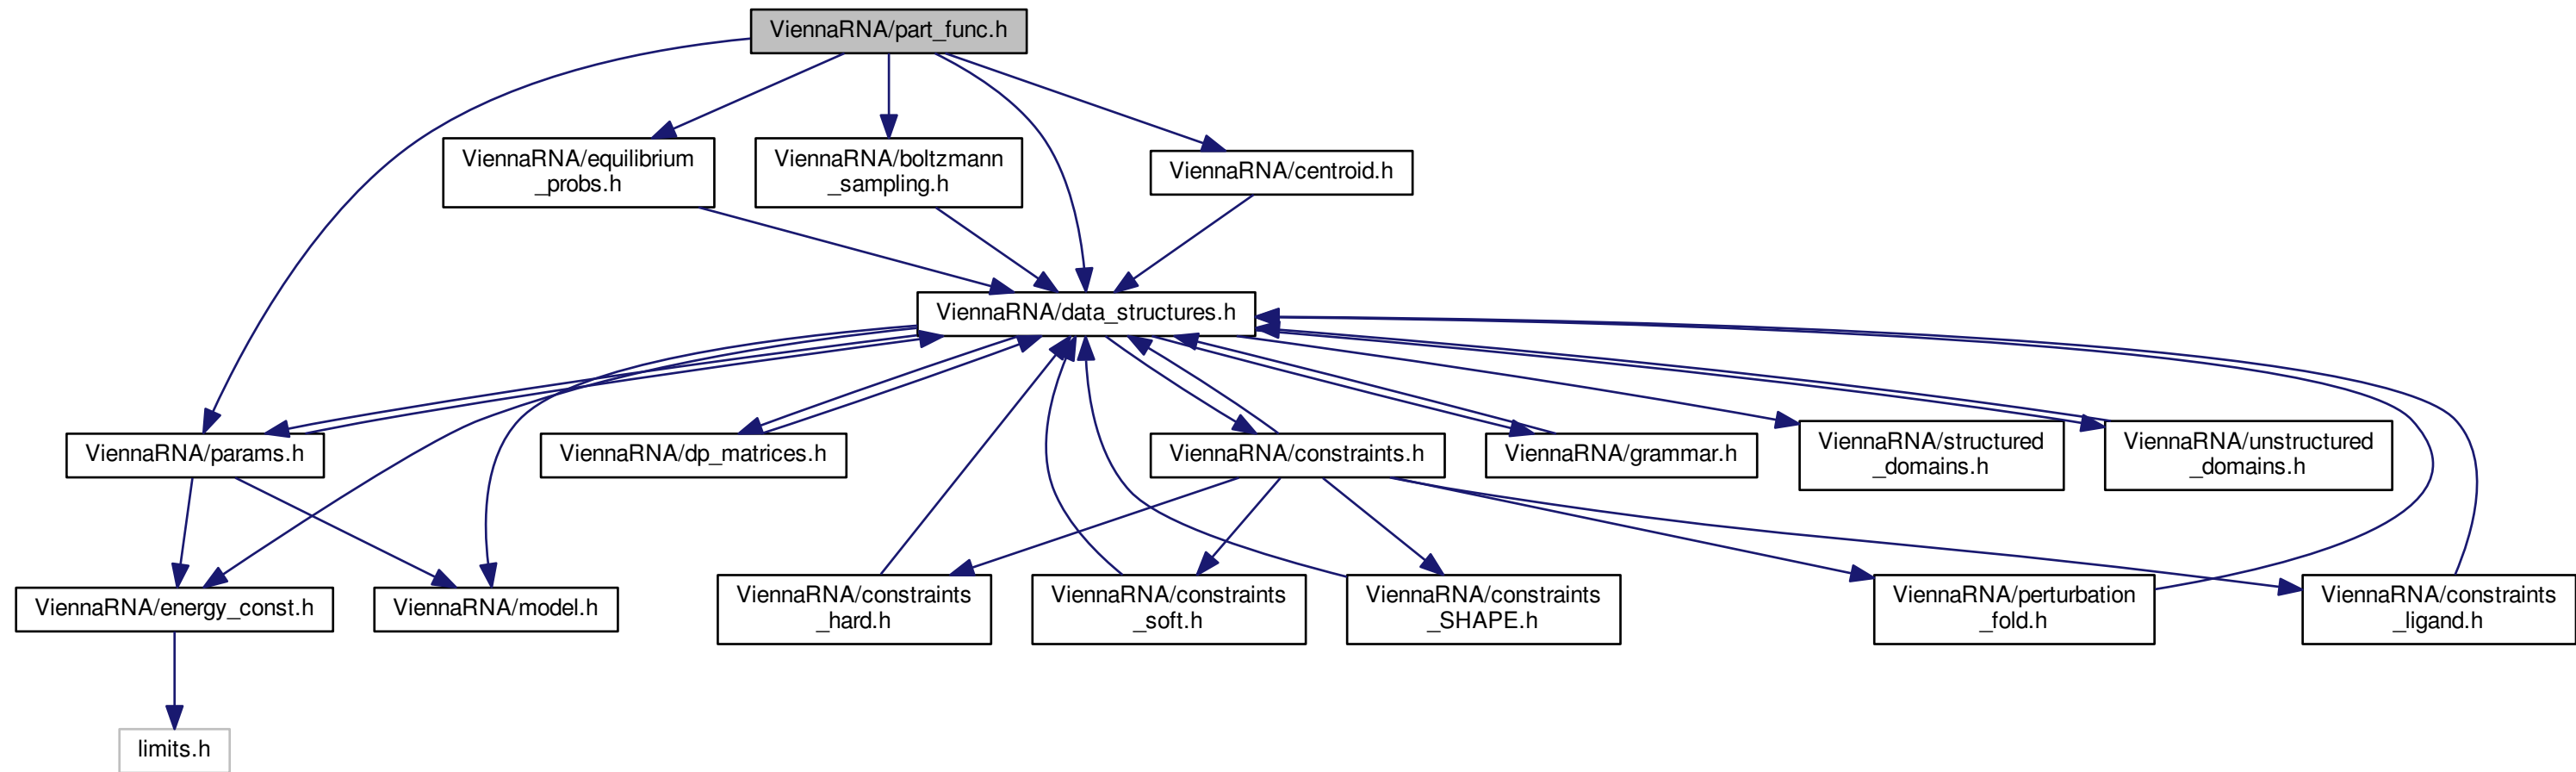 ViennaRNA/part_func.h
ViennaRNA/equilibrium
_probs.h
ViennaRNA/boltzmann
_sampling.h
ViennaRNA/centroid.h
ViennaRNA/data_structures.h
ViennaRNA/params.h
ViennaRNA/dp_matrices.h
ViennaRNA/constraints.h
ViennaRNA/grammar.h
ViennaRNA/structured
_domains.h
ViennaRNA/unstructured
_domains.h
ViennaRNA/energy_const.h
ViennaRNA/model.h
ViennaRNA/constraints
_hard.h
ViennaRNA/constraints
_soft.h
ViennaRNA/constraints
_SHAPE.h
ViennaRNA/perturbation
_fold.h
ViennaRNA/constraints
_ligand.h
limits.h